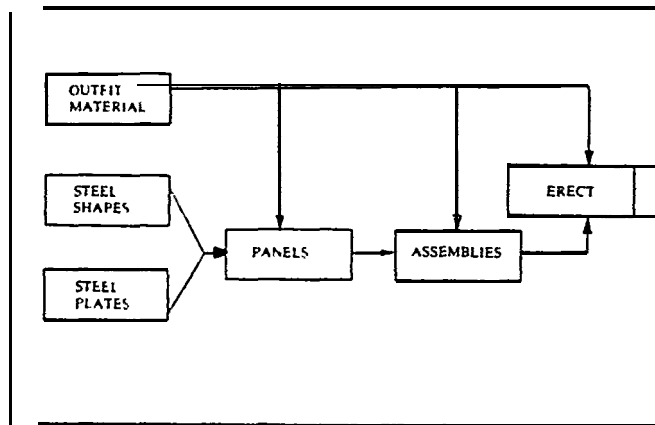 OUTFIT
MATERIAL
STEEL
SHAPES
ERECT
PANELS
ASSEMBLIES
STEEL
PLATES